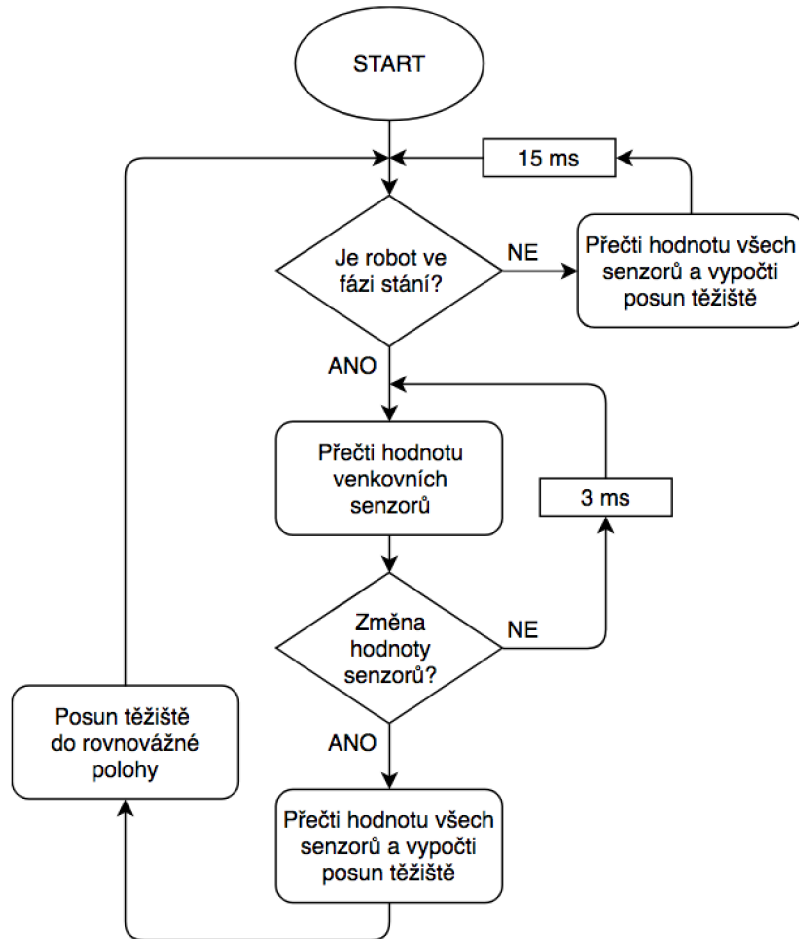 START
15 ms
Je robot ve
fázi stání?
NE
Přečti hodnotu všech
senzorů a vypočti
posun těžiště
ANO
Přečti hodnotu
venkovních
senzorů
3 ms
Změna
hodnoty
senzorů?
NE
Posun těžiště
do rovnovážné
polohy
ANO
Přečti hodnotu všech
senzorů a vypočti
posun těžiště